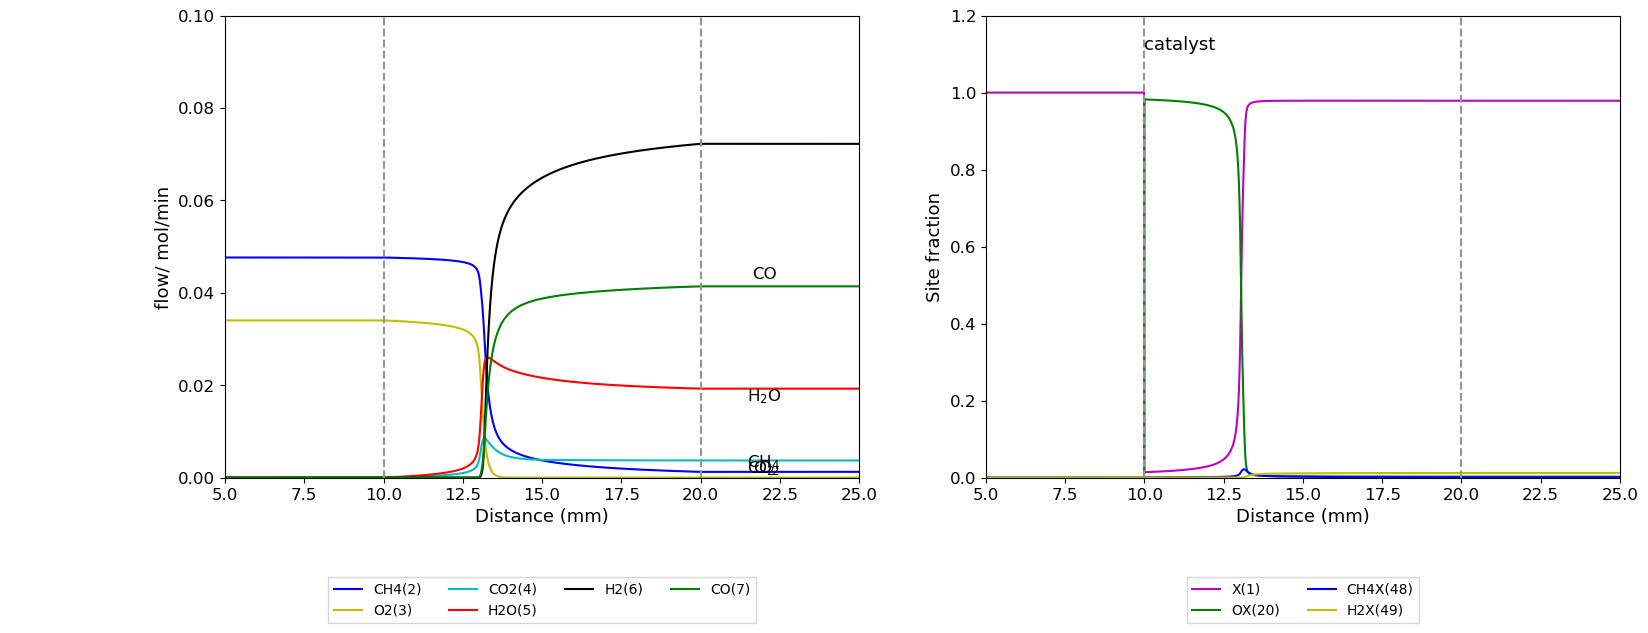 0.10
0.08
0.06
0.04
0.02
0.00
flow/ mol/min
CO
H₂O
5.0 7.5 10.0 12.5 15.0 17.5 20.0 22.5 25.0
Distance (mm)
CH4(2) CO2(4) H2(6) CO(7)
O2(3) H2O(5)
1.2
1.0
0.8
0.6
0.4
0.2
0.0
Site fraction
catalyst
5.0 7.5 10.0 12.5 15.0 17.5 20.0 22.5 25.0
Distance (mm)
X(1) CH4X(48)
OX(20) H2X(49)